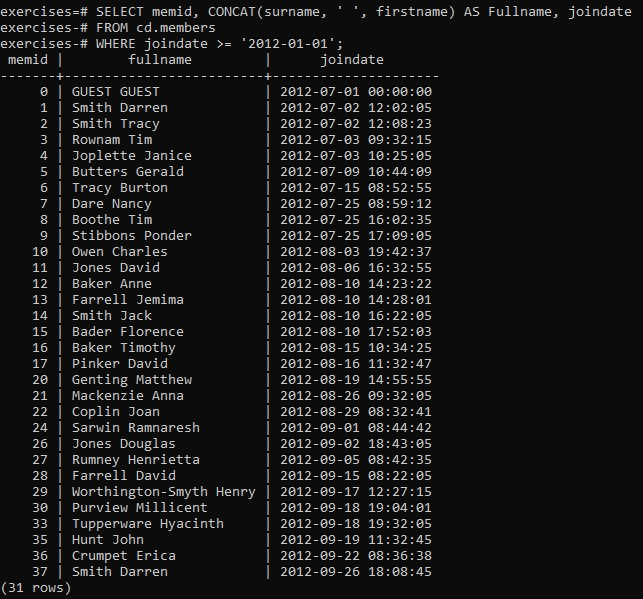 exercises=# SELECT memid, CONCAT(surname, ' ', firstname) AS Fullname, joindate
exercises-# FROM cd.members
exercises-# WHERE joindate >= '2012-01-01';
 memid |        fullname         |      joindate
-------+-------------------------+---------------------
     0 | GUEST GUEST             | 2012-07-01 00:00:00
     1 | Smith Darren            | 2012-07-02 12:02:05
     2 | Smith Tracy             | 2012-07-02 12:08:23
     3 | Rownam Tim              | 2012-07-03 09:32:15
     4 | Joplette Janice         | 2012-07-03 10:25:05
     5 | Butters Gerald          | 2012-07-09 10:44:09
     6 | Tracy Burton            | 2012-07-15 08:52:55
     7 | Dare Nancy              | 2012-07-25 08:59:12
     8 | Boothe Tim              | 2012-07-25 16:02:35
     9 | Stibbons Ponder         | 2012-07-25 17:09:05
    10 | Owen Charles            | 2012-08-03 19:42:37
    11 | Jones David             | 2012-08-06 16:32:55
    12 | Baker Anne              | 2012-08-10 14:23:22
    13 | Farrell Jemima          | 2012-08-10 14:28:01
    14 | Smith Jack              | 2012-08-10 16:22:05
    15 | Bader Florence          | 2012-08-10 17:52:03
    16 | Baker Timothy           | 2012-08-15 10:34:25
    17 | Pinker David            | 2012-08-16 11:32:47
    20 | Genting Matthew         | 2012-08-19 14:55:55
    21 | Mackenzie Anna          | 2012-08-26 09:32:05
    22 | Coplin Joan             | 2012-08-29 08:32:41
    24 | Sarwin Ramnaresh        | 2012-09-01 08:44:42
    26 | Jones Douglas           | 2012-09-02 18:43:05
    27 | Rumney Henrietta        | 2012-09-05 08:42:35
    28 | Farrell David           | 2012-09-15 08:22:05
    29 | Worthington-Smyth Henry | 2012-09-17 12:27:15
    30 | Purview Millicent       | 2012-09-18 19:04:01
    33 | Tupperware Hyacinth     | 2012-09-18 19:32:05
    35 | Hunt John               | 2012-09-19 11:32:45
    36 | Crumpet Erica           | 2012-09-22 08:36:38
    37 | Smith Darren            | 2012-09-26 18:08:45
(31 rows)